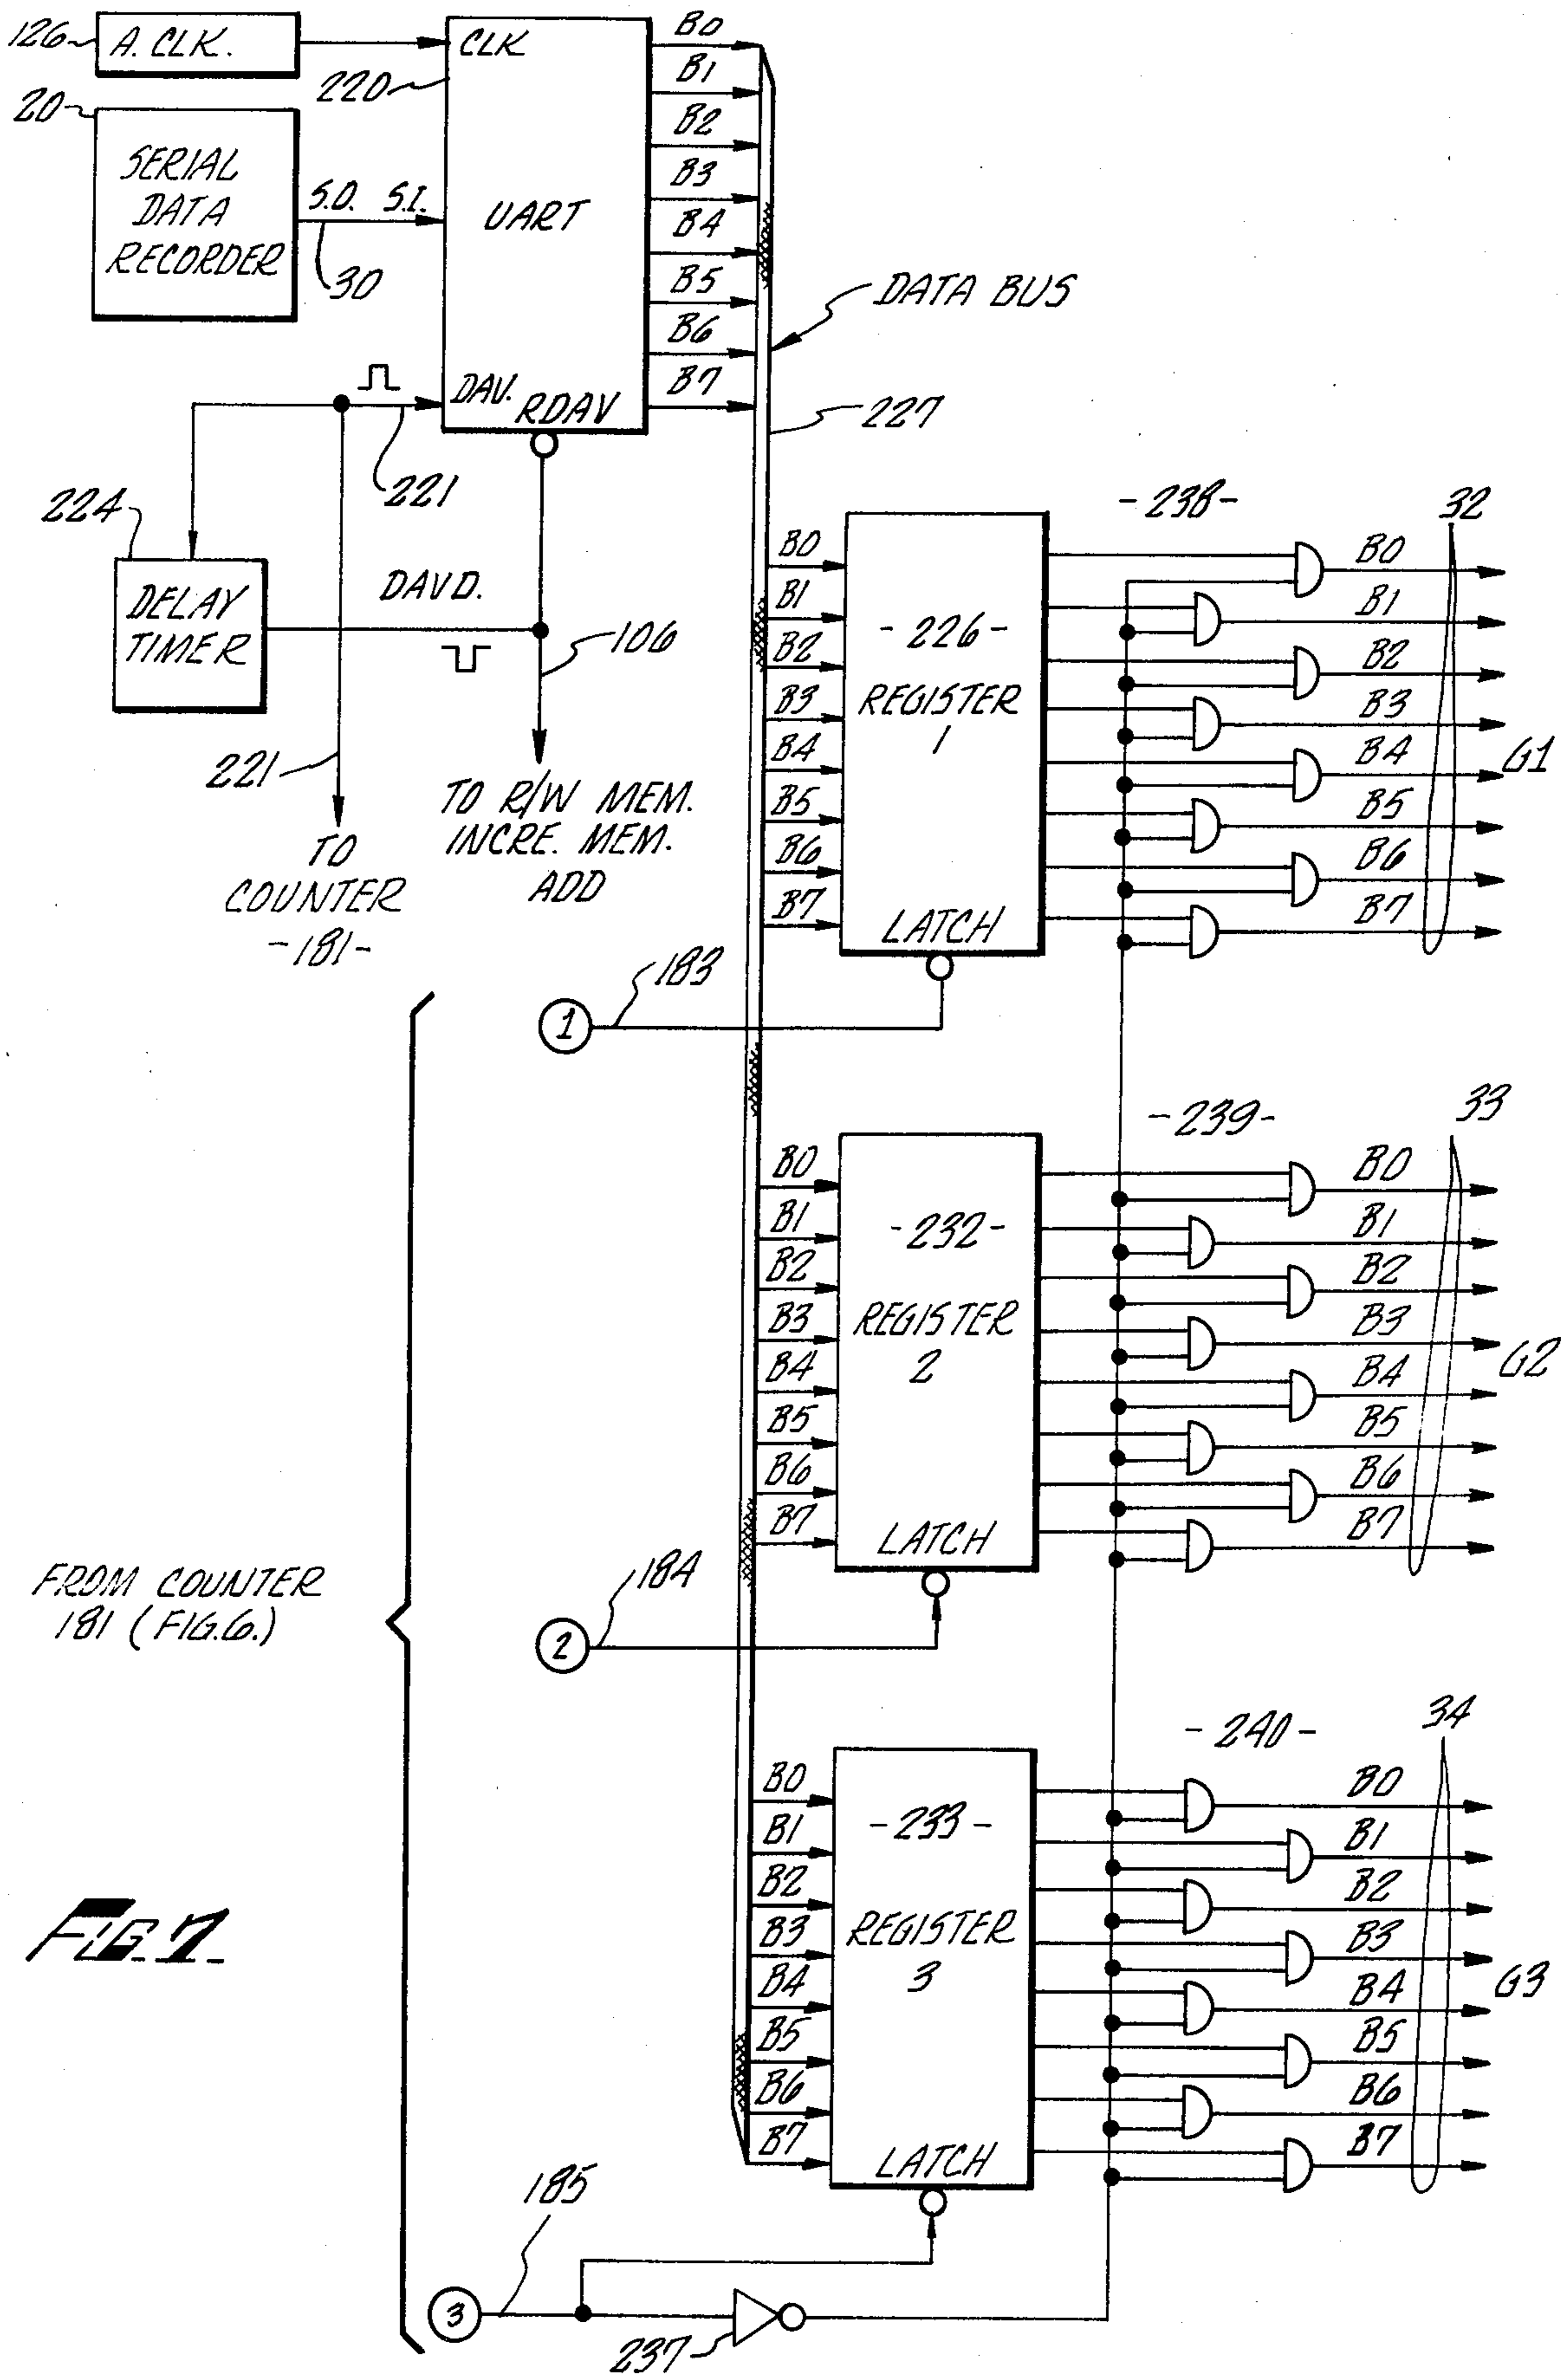 126
A. CLK.
CLK
220
20
SERIAL
DATA
RECORDER
S.O.
S.I.
30
UART
B0
B1
B2
B3
B4
B5
B6
B7
DAV.
RDAV
DATA BUS
227
221
224
DELAY
TIMER
DAVD.
106
221
TO
COUNTER
-181-
TO R/W MEM.
INCRE. MEM.
ADD
B0
B1
B2
B3
B4
B5
B6
B7
-226-
REGISTER
1
LATCH
-238-
32
B0
B1
B2
B3
B4
B5
B6
B7
G1
1
183
B0
B1
B2
B3
B4
B5
B6
B7
-232-
REGISTER
2
LATCH
-239-
33
B0
B1
B2
B3
B4
B5
B6
B7
G2
FROM COUNTER
181 (FIG.6.)
2
184
B0
B1
B2
B3
B4
B5
B6
B7
-233-
REGISTER
3
LATCH
-240-
34
B0
B1
B2
B3
B4
B5
B6
B7
G3
FIG. 7.
3
185
237